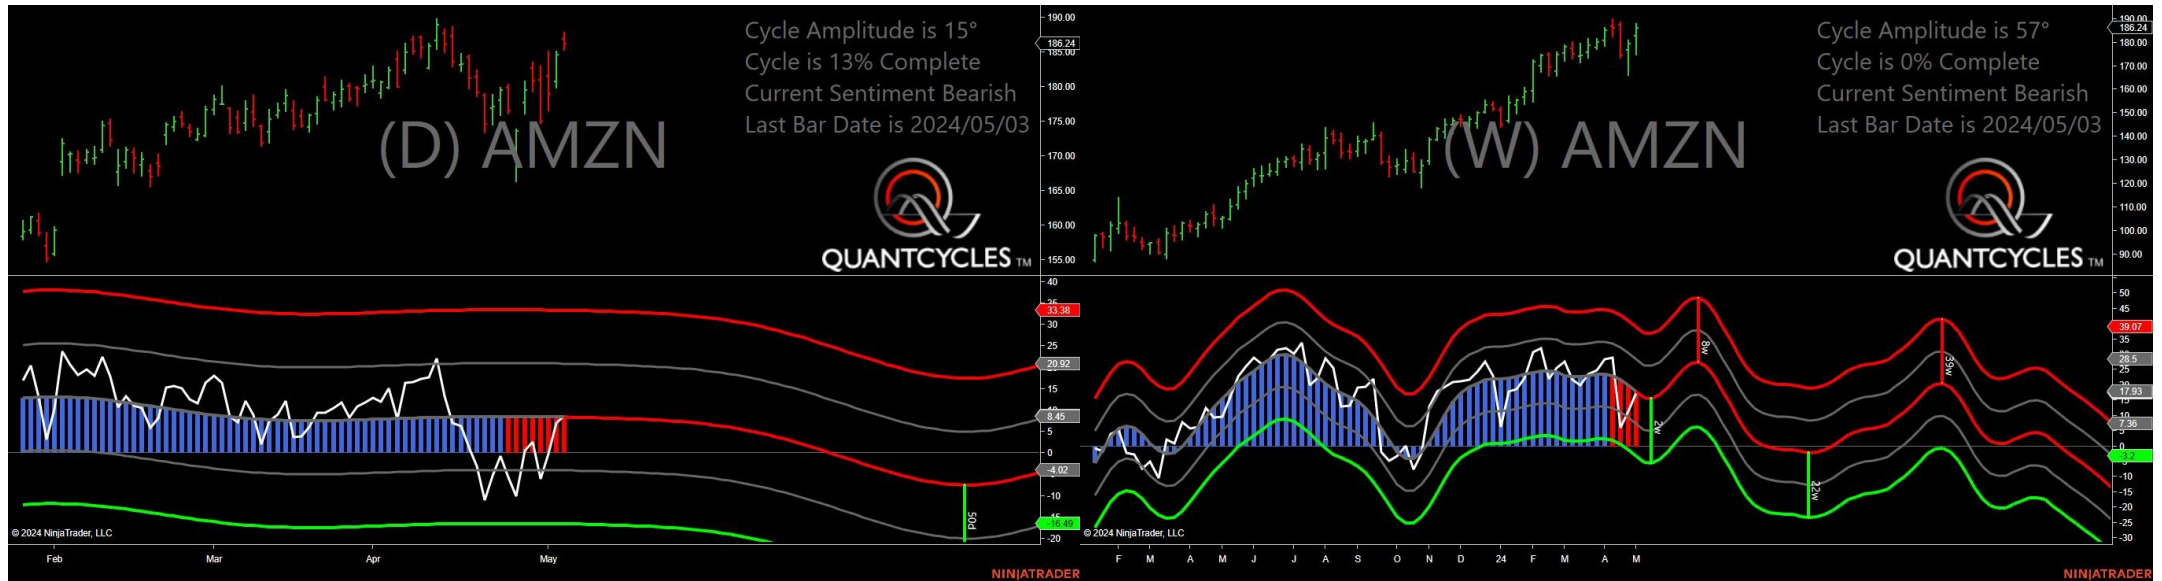 Cycle Amplitude is 15°
Cycle is 13% Complete
Current Sentiment Bearish
Last Bar Date is 2024/05/03
(D) AMZN
QUANTCYCLES TM
190.00
186.24
185.00
180.00
175.00
170.00
165.00
160.00
155.00
40
33.38
30
25
20.92
15
8.45
5
0
-4.02
-10
-16.49
-20
50d
© 2024 NinjaTrader, LLC
Feb Mar Apr May
NINJATRADER
Cycle Amplitude is 57°
Cycle is 0% Complete
Current Sentiment Bearish
Last Bar Date is 2024/05/03
(W) AMZN
QUANTCYCLES TM
190.00
186.24
180.00
170.00
160.00
150.00
140.00
130.00
120.00
110.00
100.00
90.00
50
45
39.07
35
28.5
17.93
7.36
0
-3.2
-10
-15
-20
-25
-30
2w
8w
22w
39w
© 2024 NinjaTrader, LLC
F M A M J J A S O N D 24 F M A M
NINJATRADER